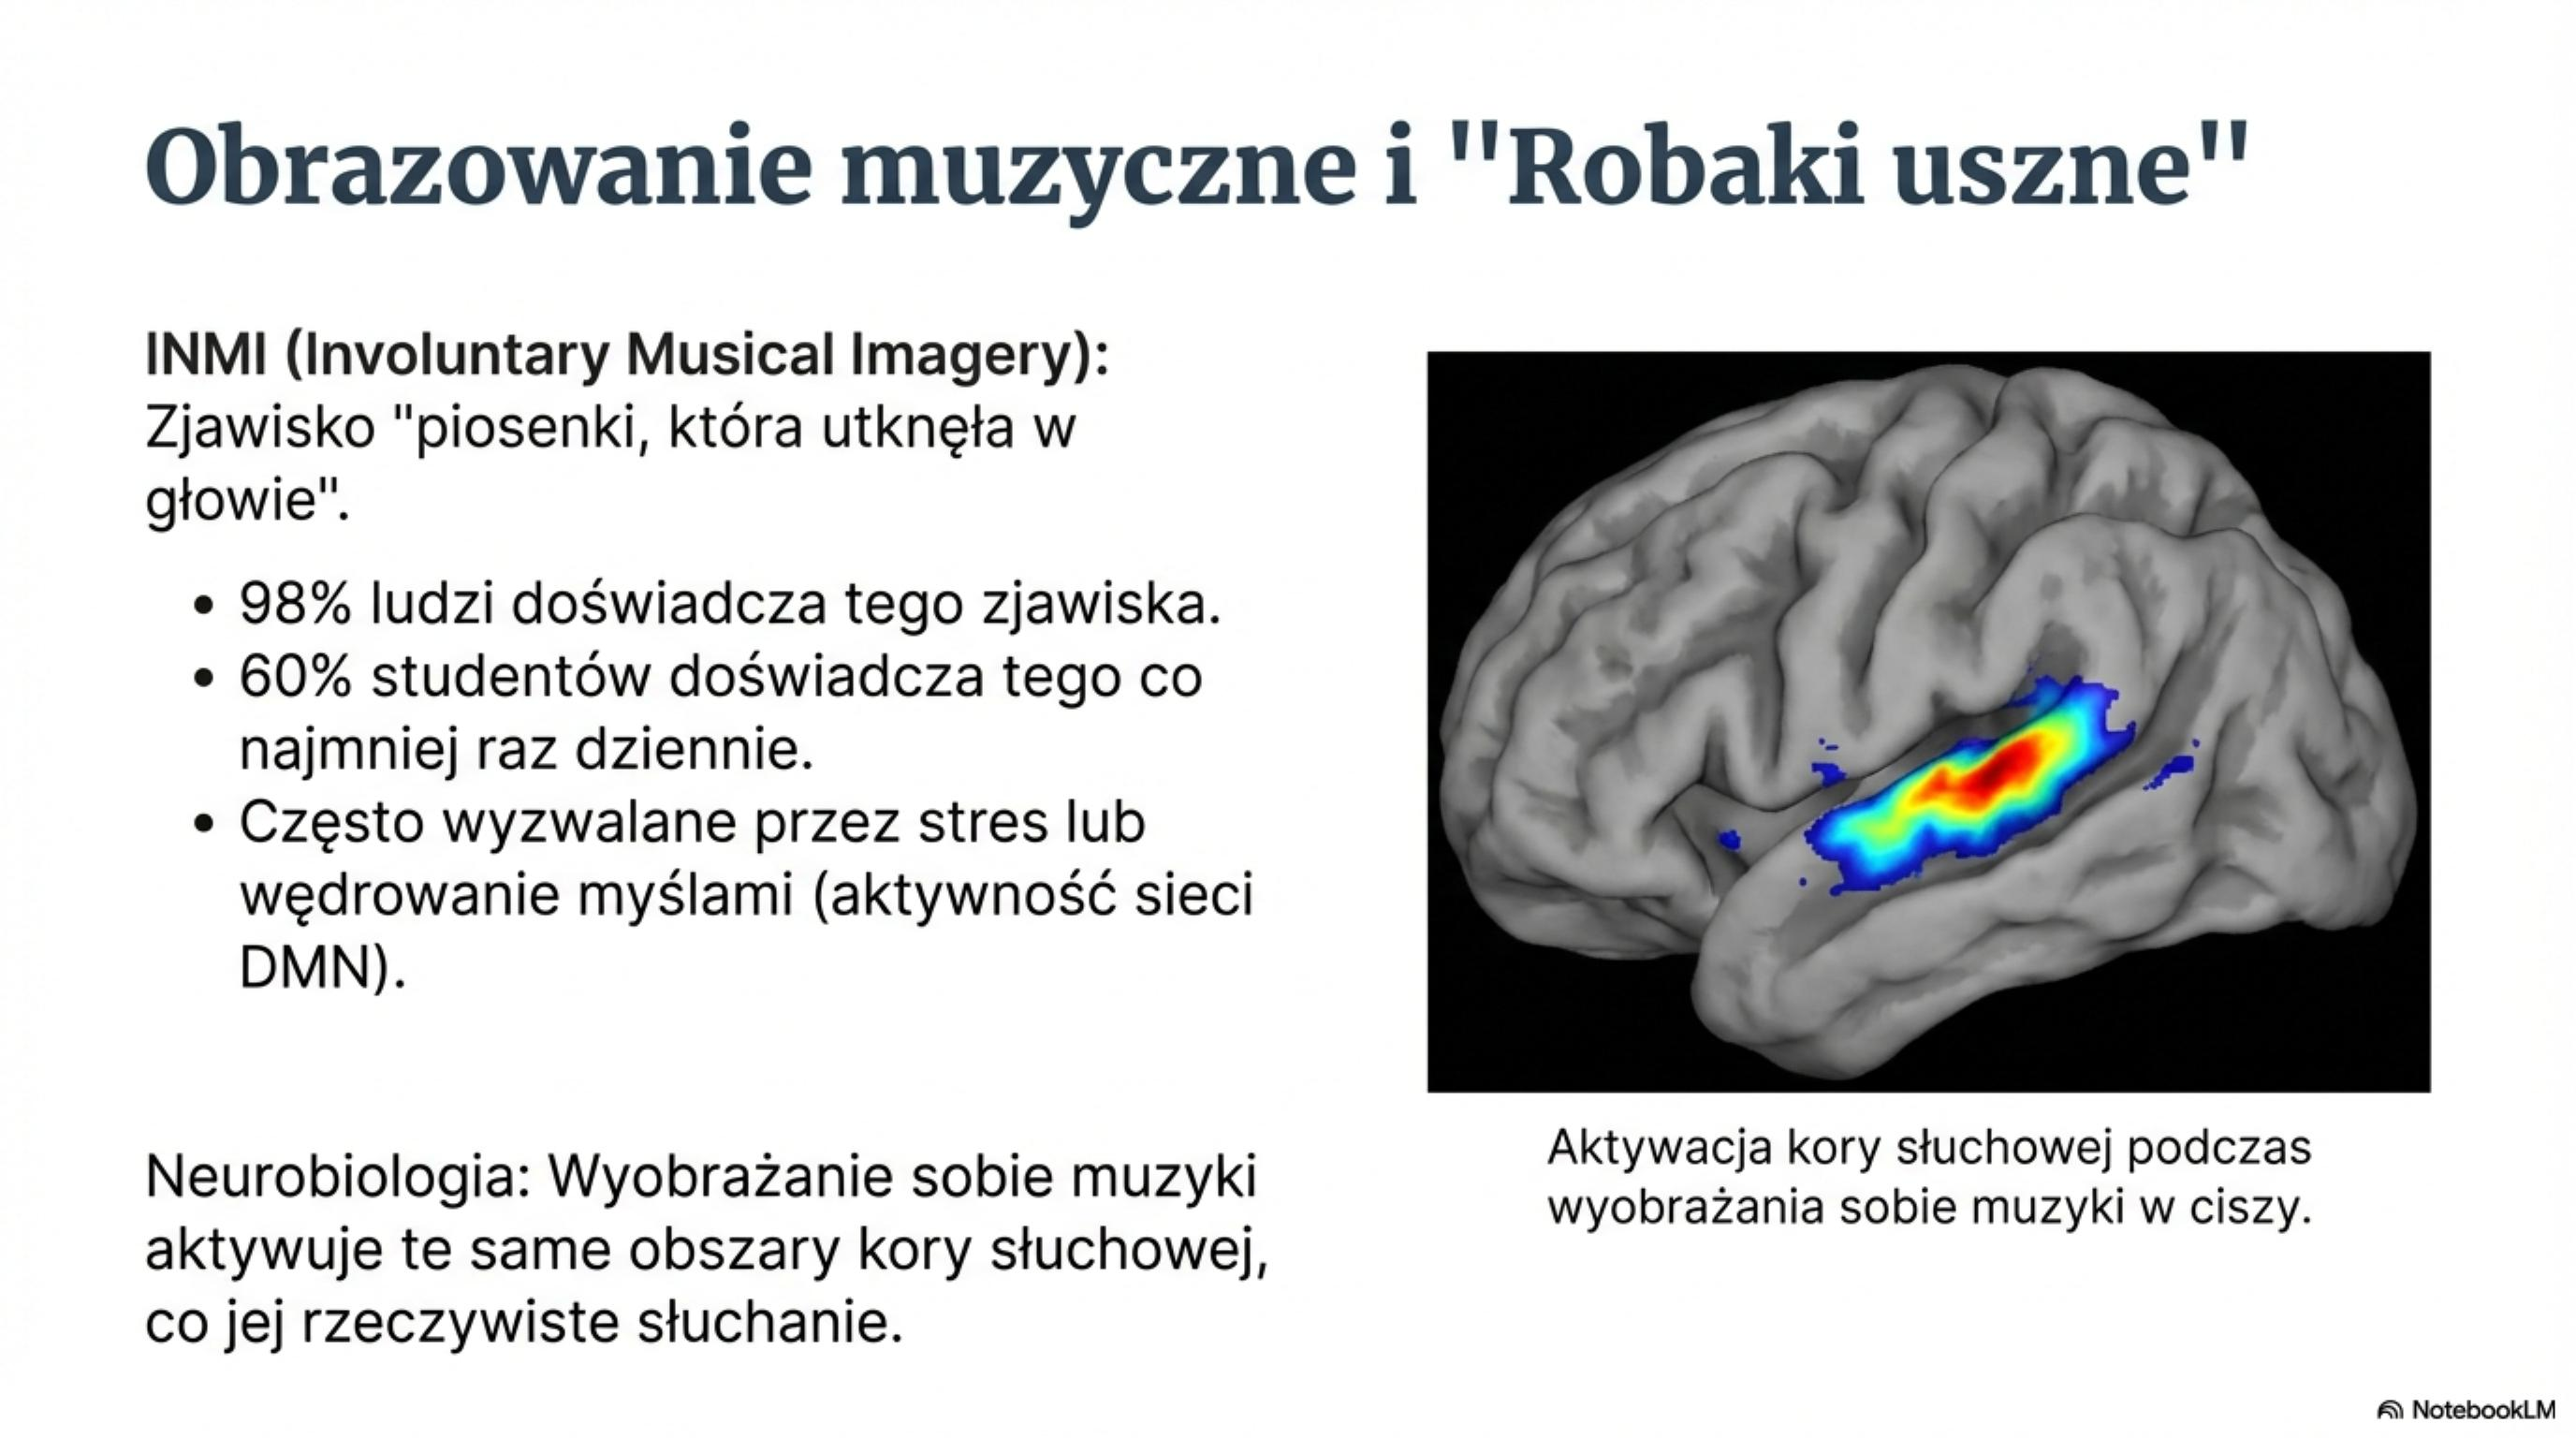 Obrazowanie muzyczne i "Robaki uszne"
INMI (Involuntary Musical Imagery):
Zjawisko "piosenki, która utknęła w
głowie".
• 98% ludzi doświadcza tego zjawiska.
• 60% studentów doświadcza tego co
najmniej raz dziennie.
• Często wyzwalane przez stres lub
wędrowanie myślami (aktywność sieci
DMN).
Neurobiologia: Wyobrażanie sobie muzyki
aktywuje te same obszary kory słuchowej,
co jej rzeczywiste słuchanie.
Aktywacja kory słuchowej podczas
wyobrażania sobie muzyki w ciszy.
NotebookLM